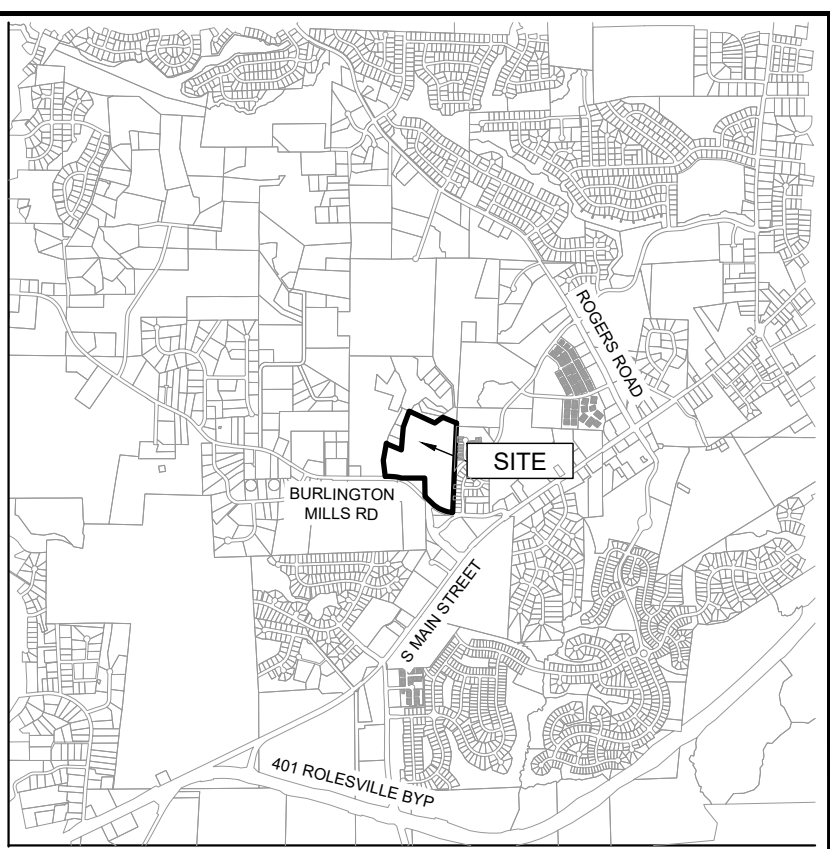 ROGERS ROAD
SITE
BURLINGTON
MILLS RD
S MAIN STREET
401 ROLESVILLE BYP